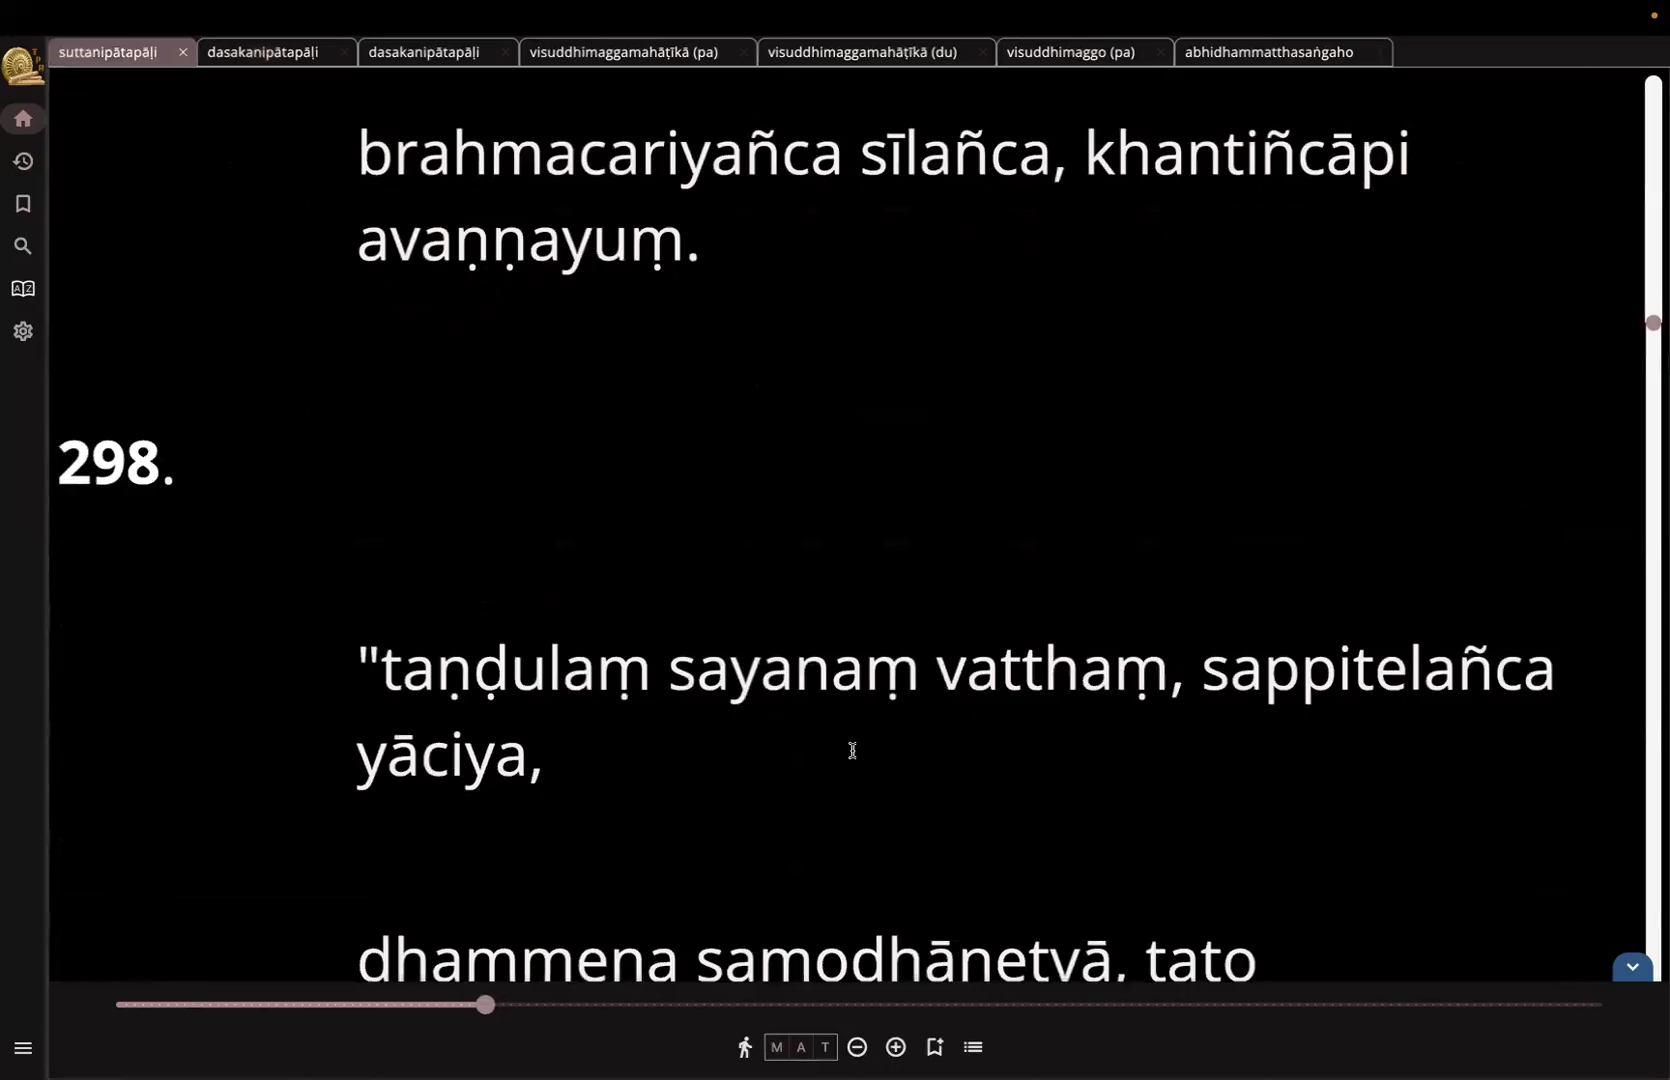 suttanipātapāḷi
dasakanipātapāḷi
dasakanipātapāḷi
visuddhimaggamahāṭīkā (pa)
visuddhimaggamahāṭīkā (du)
visuddhimaggo (pa)
abhidhammatthasaṅgaho
brahmacariyañca sīlañca, khantiñcāpi
avaṇṇayuṃ.
298.
"taṇḍulaṃ sayanaṃ vatthaṃ, sappitelañca
yāciya,
dhammena samodhānetvā, tato
M A T